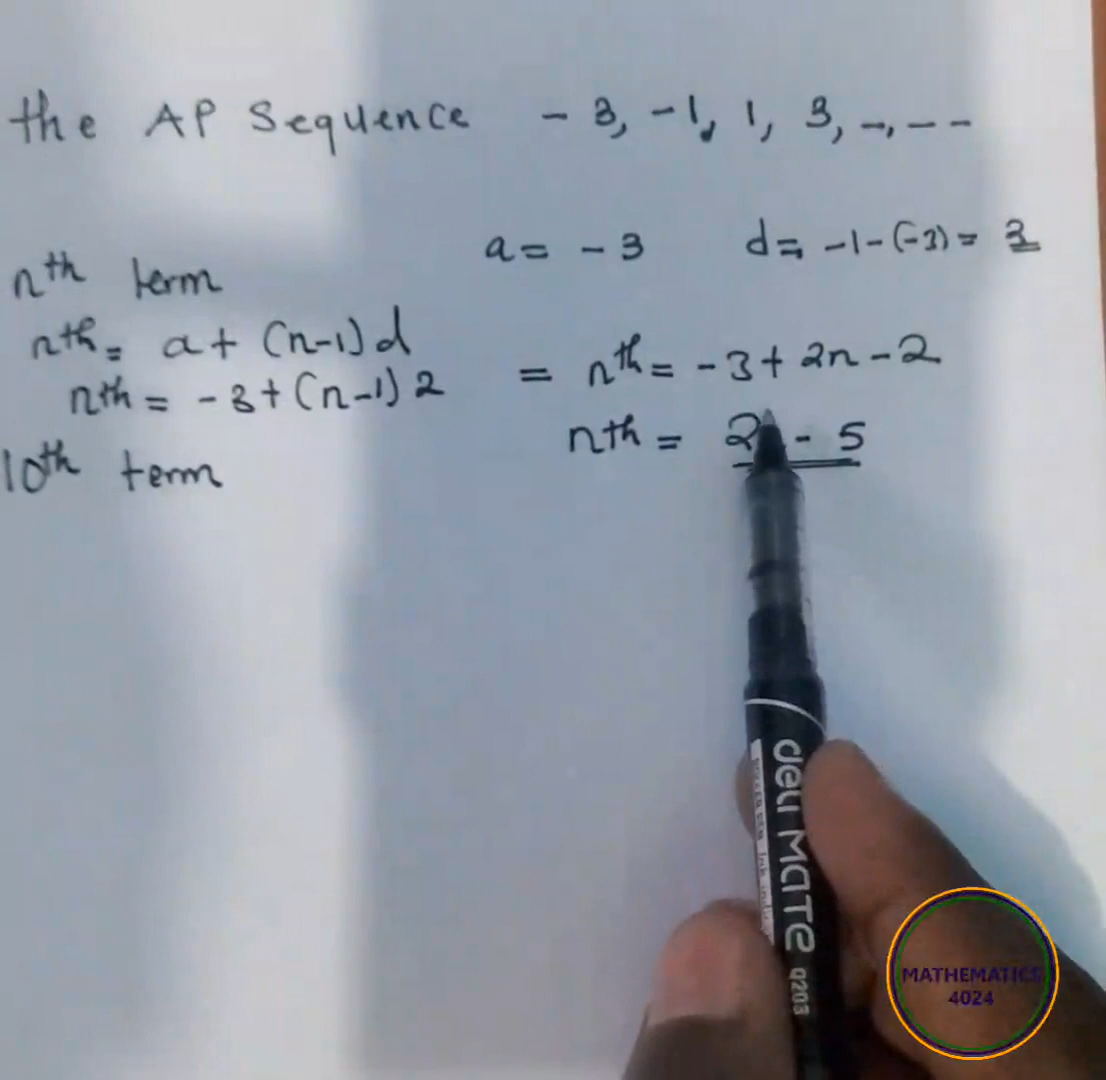 the AP Sequence - 3, -1, 1, 3, -, - - -
a = - 3 d = -1 - (-3) = 2
nth term
nth = a + (n-1) d
nth = - 3 + (n-1) 2 = nth = - 3 + 2n - 2
nth = 2 - 5
10th term
deli MATE
Q203
MATHEMATICS
4024